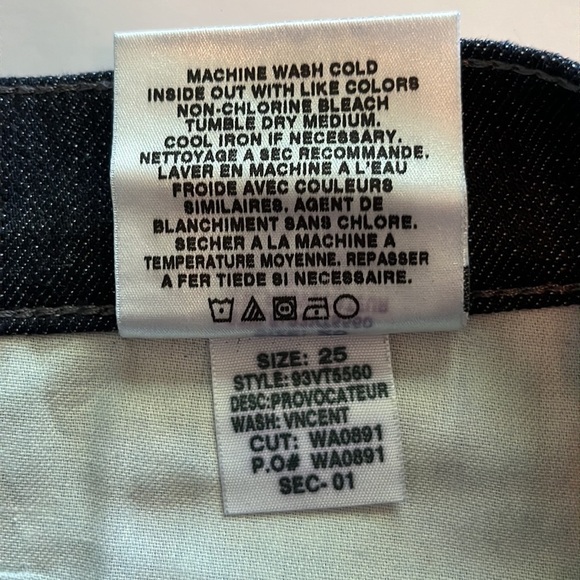 MACHINE WASH COLD
INSIDE OUT WITH LIKE COLORS
NON-CHLORINE BLEACH
TUMBLE DRY MEDIUM.
COOL IRON IF NECESSARY.
NETTOYAGE A SEC RECOMMANDE.
LAVER EN MACHINE A L'EAU
FROIDE AVEC COULEURS
SIMILAIRES. AGENT DE
BLANCHIMENT SANS CHLORE.
SECHER A LA MACHINE A
TEMPERATURE MOYENNE. REPASSER
A FER TIEDE SI NECESSAIRE.
SIZE: 25
STYLE:93VT5560
DESC:PROVOCATEUR
WASH: VNCENT
CUT: WA0891
P.O# WA0891
SEC-01